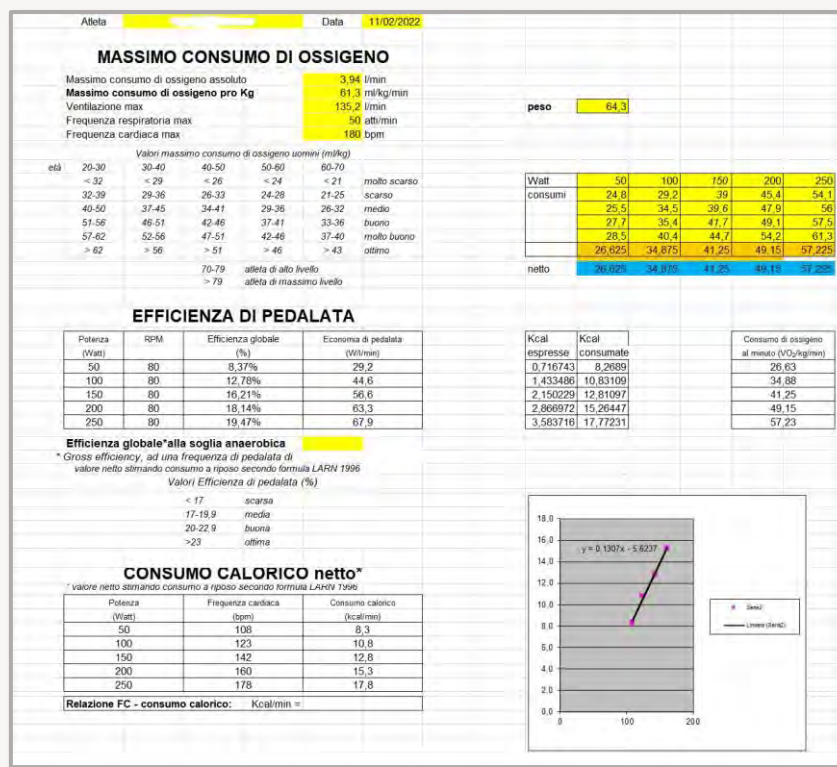 Atleta Data 11/02/2022
MASSIMO CONSUMO DI OSSIGENO
Massimo consumo di ossigeno assoluto 3,94 l/min
Massimo consumo di ossigeno pro Kg 61,3 ml/kg/min
Ventilazione max 135,2 l/min
Frequenza respiratoria max 50 atti/min
Frequenza cardiaca max 180 bpm
peso 64,3
Valori massimo consumo di ossigeno uomini (ml/kg)
età 20-30 30-40 40-50 50-60 60-70
< 32 < 29 < 26 < 24 < 21 molto scarso
32-39 29-36 26-33 24-28 21-25 scarso
40-50 37-45 34-41 29-36 26-32 medio
51-56 46-51 42-46 37-41 33-36 buono
57-62 52-56 47-51 42-46 37-40 molto buono
> 62 > 56 > 51 > 46 > 43 ottimo
70-79 atleta di alto livello
> 79 atleta di massimo livello
Watt 50 100 150 200 250
consumi 24,8 29,2 39 45,4 54,1
25,5 34,5 39,6 47,9 56
27,7 35,4 41,7 49,1 57,5
28,5 40,4 44,7 54,2 61,3
26,625 34,875 41,25 49,15 57,225
netto 26,625 34,875 41,25 49,15 57,225
EFFICIENZA DI PEDALATA
Potenza RPM Efficienza globale Economia di pedalata
(Watt) (%) (W/l/min)
50 80 8,37% 29,2
100 80 12,78% 44,6
150 80 16,21% 56,6
200 80 18,14% 63,3
250 80 19,47% 67,9
Kcal Kcal
espresse consumate
0,716743 8,2689
1,433486 10,83109
2,150229 12,81097
2,866972 15,26447
3,583716 17,77231
Consumo di ossigeno
al minuto (VO2/kg/min)
26,63
34,88
41,25
49,15
57,23
Efficienza globale*alla soglia anaerobica
* Gross efficiency, ad una frequenza di pedalata di
valore netto stimando consumo a riposo secondo formula LARN 1996
Valori Efficienza di pedalata (%)
< 17 scarsa
17-19,9 media
20-22,9 buona
>23 ottima
CONSUMO CALORICO netto*
* valore netto stimando consumo a riposo secondo formula LARN 1996
Potenza Frequenza cardiaca Consumo calorico
(Watt) (bpm) (kcal/min)
50 108 8,3
100 123 10,8
150 142 12,8
200 160 15,3
250 178 17,8
Relazione FC - consumo calorico: Kcal/min =
18,0
16,0
14,0
12,0
10,0
8,0
6,0
4,0
2,0
0,0
0 100 200
y = 0,1307x - 5,6237
Serie2
Lineare (Serie2)